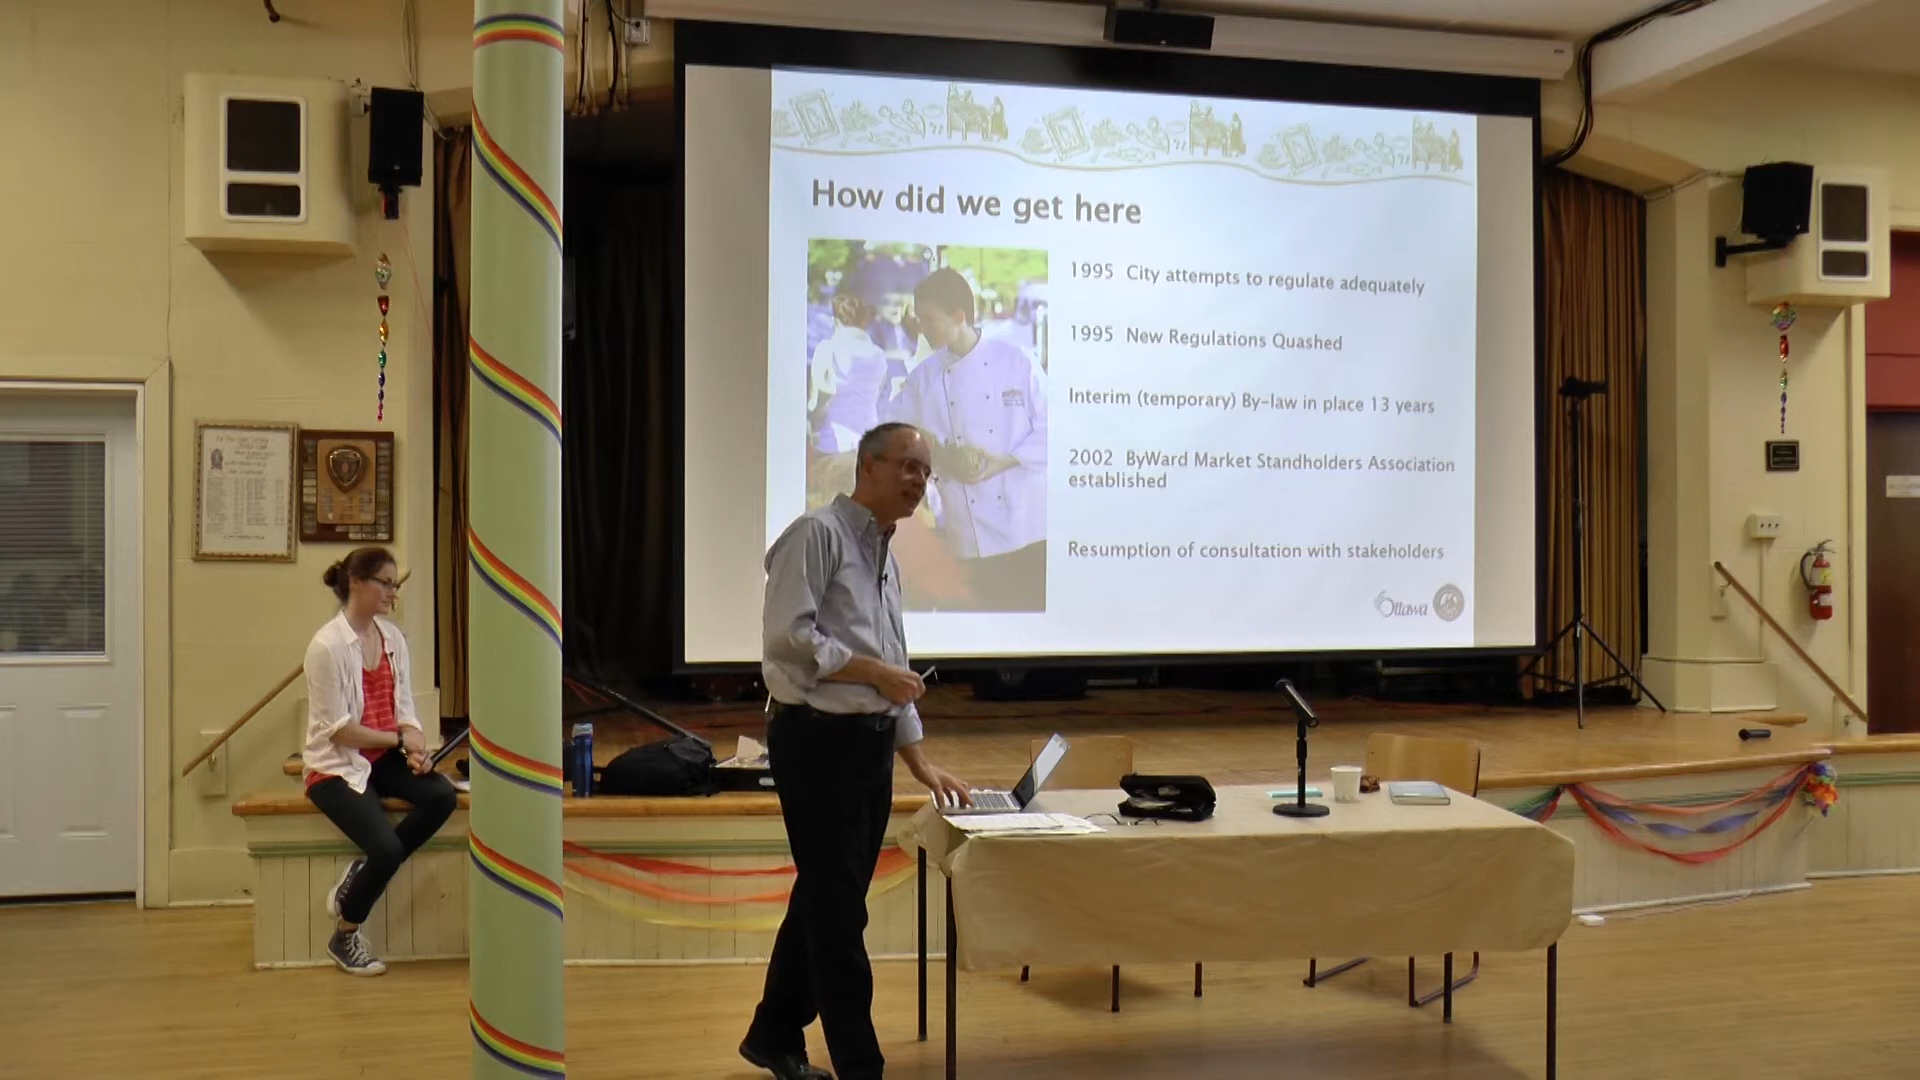 How did we get here
1995 City attempts to regulate adequately
1995 New Regulations Quashed
Interim (temporary) By-law in place 13 years
2002 ByWard Market Standholders Association
established
Resumption of consultation with stakeholders
Ottawa